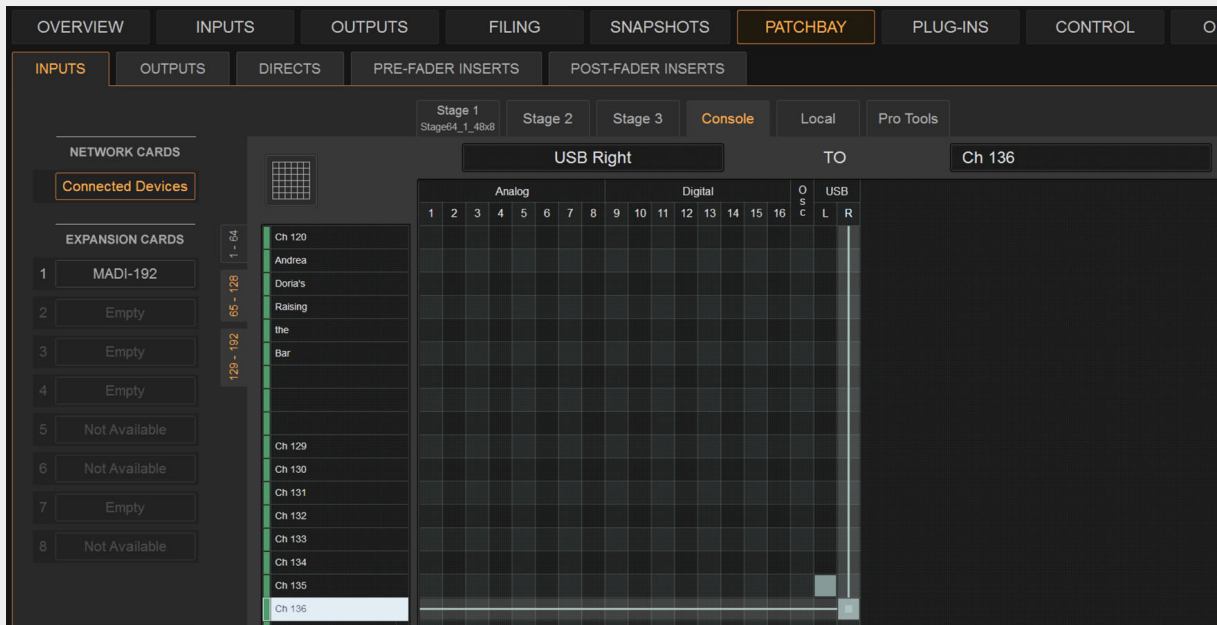 OVERVIEW INPUTS OUTPUTS FILING SNAPSHOTS PATCHBAY PLUG-INS CONTROL O
INPUTS OUTPUTS DIRECTS PRE-FADER INSERTS POST-FADER INSERTS
Stage 1 Stage 2 Stage 3 Console Local Pro Tools
Stage64_1_48x8
NETWORK CARDS
Connected Devices
EXPANSION CARDS
1 MADI-192
2 Empty
3 Empty
4 Empty
5 Not Available
6 Not Available
7 Empty
8 Not Available
1 - 64
65 - 128
129 - 192
USB Right TO Ch 136
Analog Digital Osc USB
1 2 3 4 5 6 7 8 9 10 11 12 13 14 15 16 L R
Ch 120
Andrea
Doria's
Raising
the
Bar
Ch 129
Ch 130
Ch 131
Ch 132
Ch 133
Ch 134
Ch 135
Ch 136